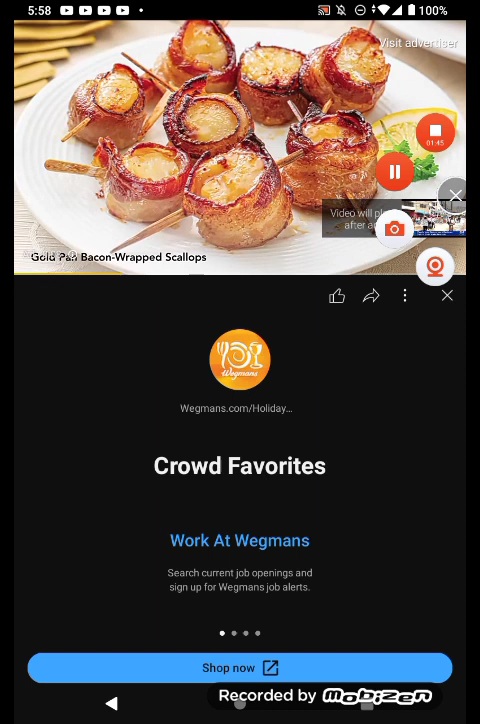 5:58
100%
Visit advertiser
01:45
Video will pl
after a
Gold Pan Bacon-Wrapped Scallops
Wegmans
Wegmans.com/Holiday...
Crowd Favorites
Work At Wegmans
Search current job openings and
sign up for Wegmans job alerts.
Shop now
Recorded by Mobizen